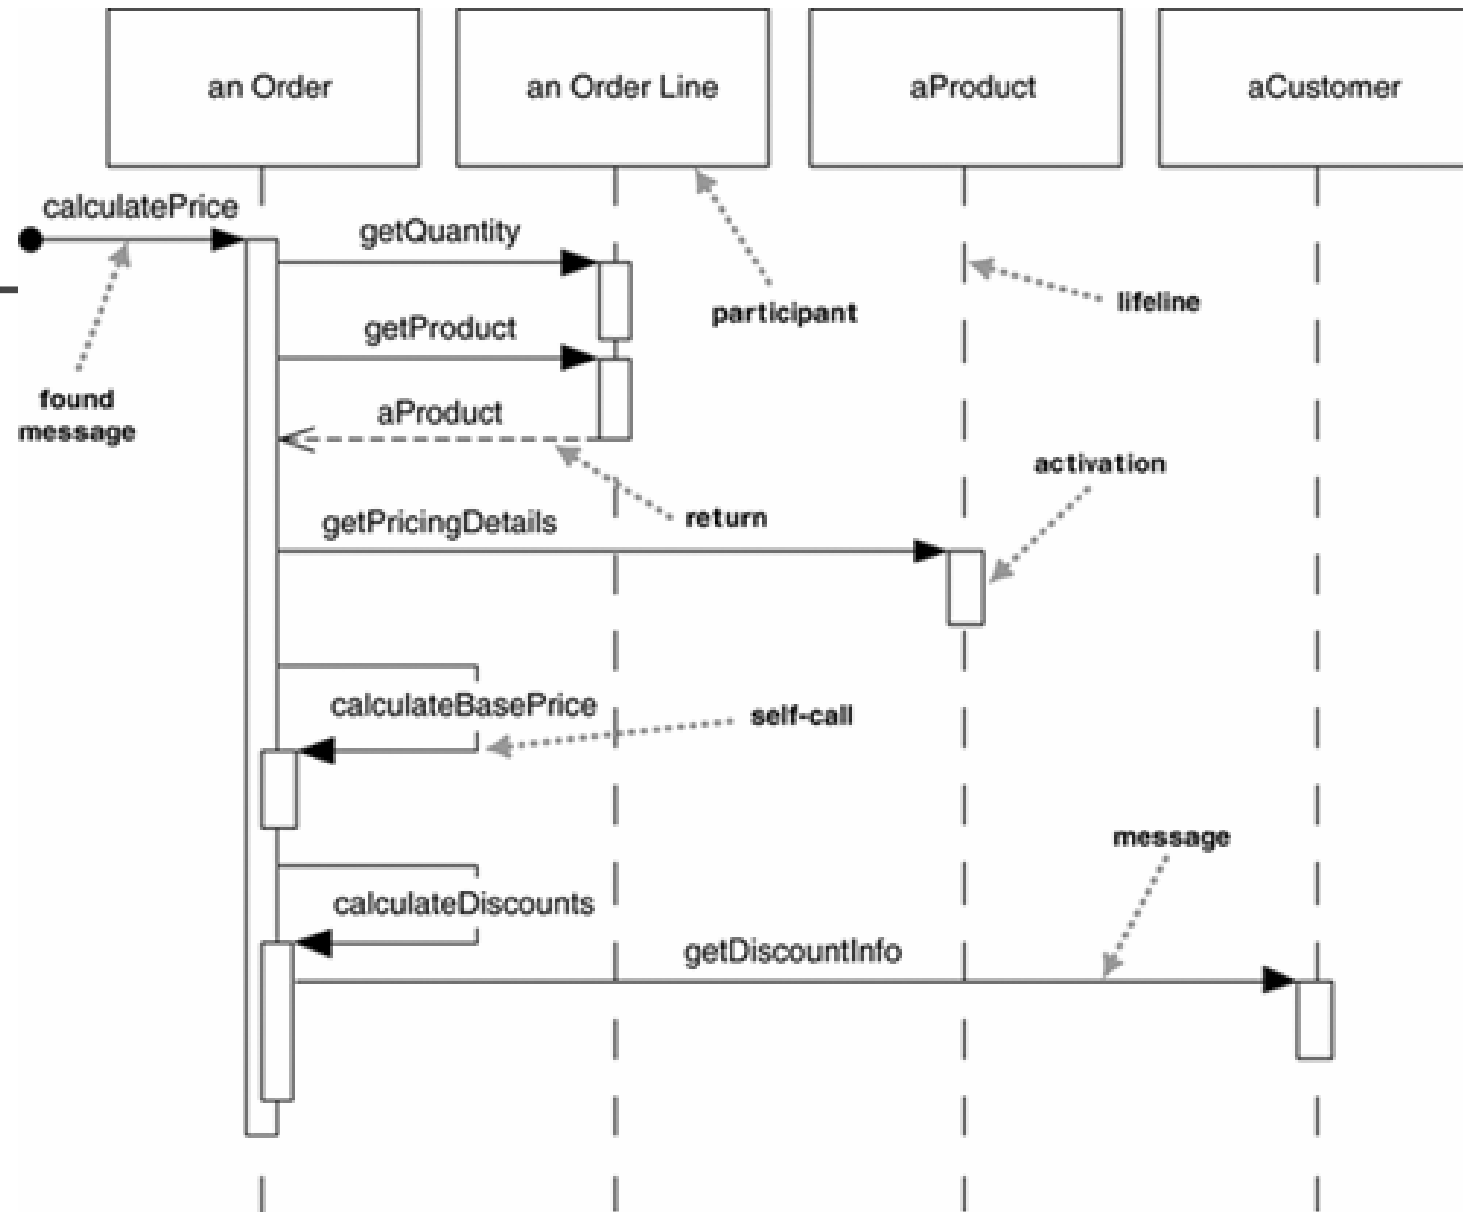 an Order
an Order Line
aProduct
aCustomer
calculatePrice
getQuantity
participant
lifeline
getProduct
found
message
aProduct
activation
return
getPricingDetails
calculateBasePrice
self-call
message
calculateDiscounts
getDiscountInfo